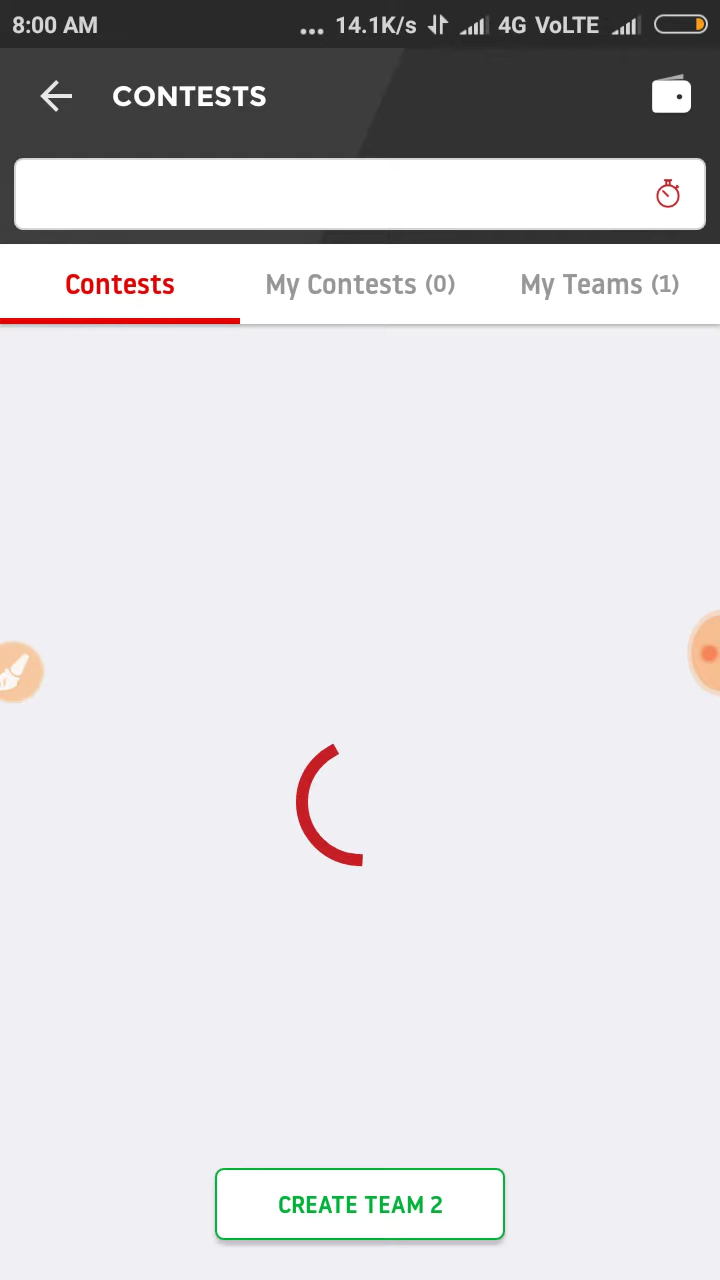 8:00 AM ... 14.1K/s 4G VoLTE
CONTESTS
Contests My Contests (0) My Teams (1)
CREATE TEAM 2